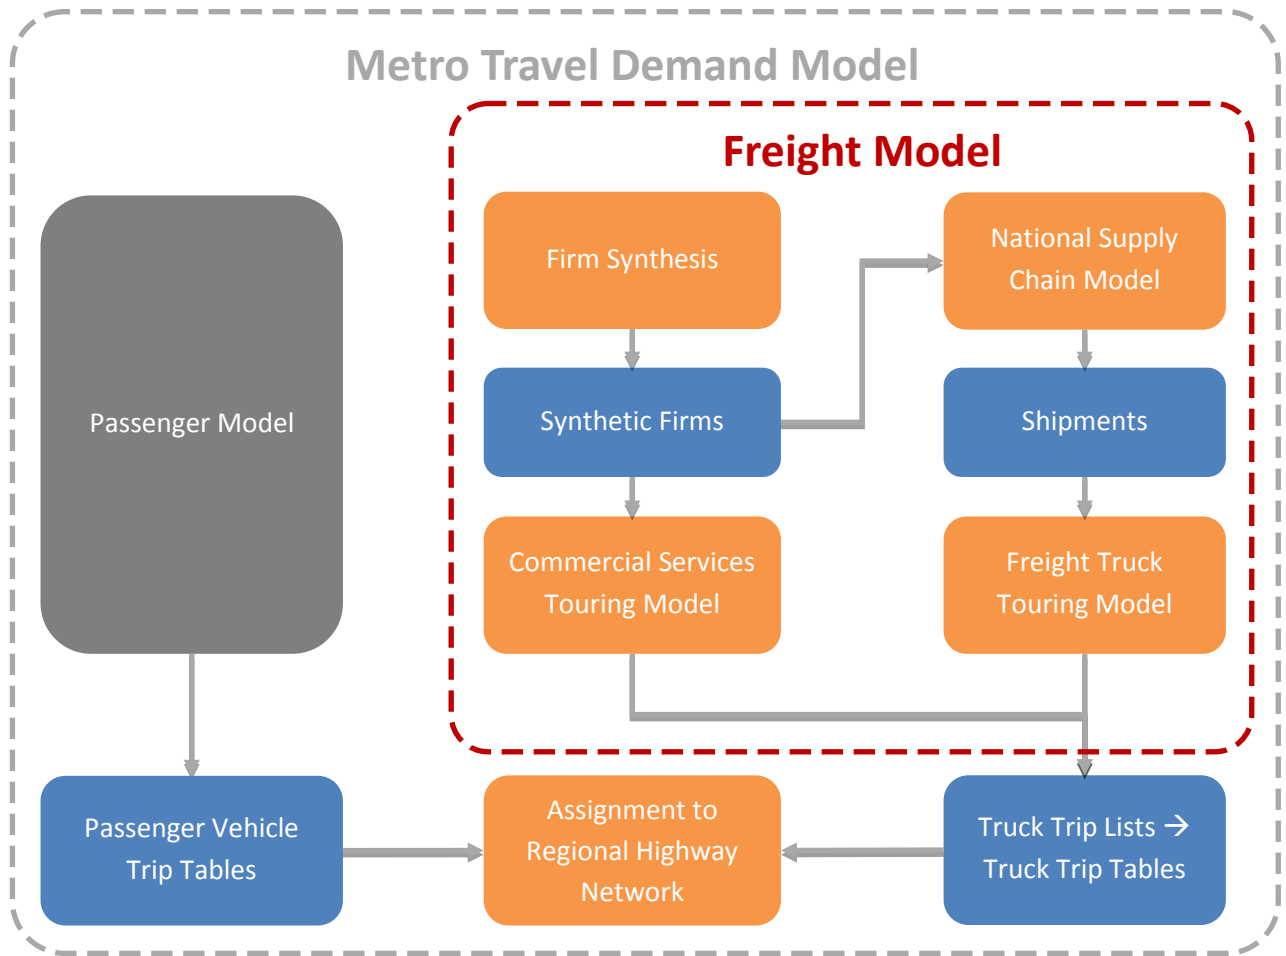 Metro Travel Demand Model
Freight Model
Firm Synthesis
National Supply
Chain Model
Passenger Model
Synthetic Firms
Shipments
Commercial Services
Touring Model
Freight Truck
Touring Model
Passenger Vehicle
Trip Tables
Assignment to
Regional Highway
Network
Truck Trip Lists →
Truck Trip Tables